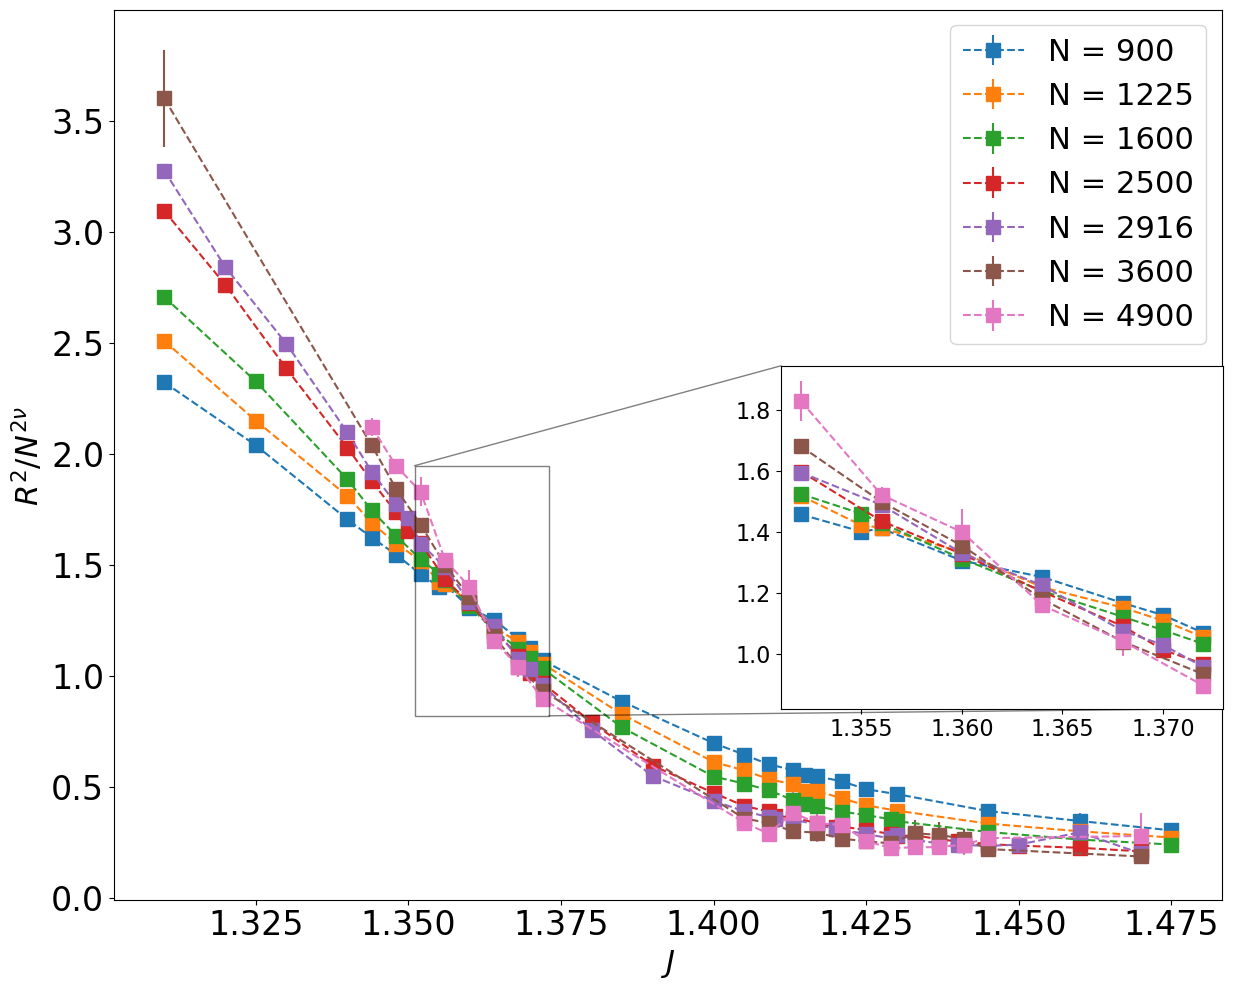 N = 900
N = 1225
N = 1600
N = 2500
N = 2916
N = 3600
N = 4900
3.5
3.0
2.5
2.0
1.5
1.0
0.5
0.0
R²/N²ᵛ
1.8
1.6
1.4
1.2
1.0
1.355 1.360 1.365 1.370
1.325 1.350 1.375 1.400 1.425 1.450 1.475
J